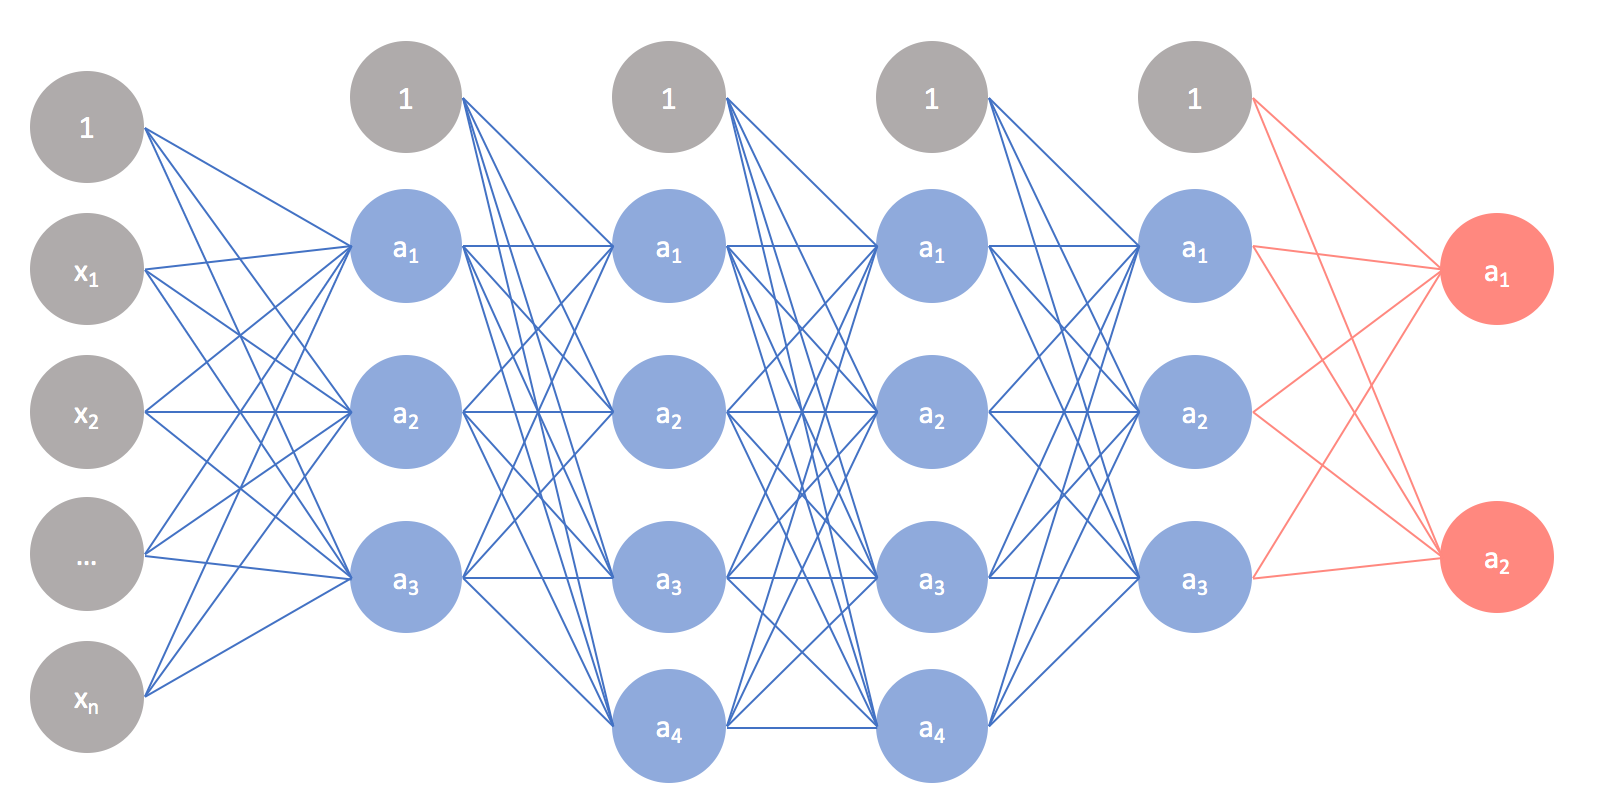 1
x₁
x₂
...
xₙ
1
a₁
a₂
a₃
1
a₁
a₂
a₃
a₄
1
a₁
a₂
a₃
a₄
1
a₁
a₂
a₃
a₁
a₂